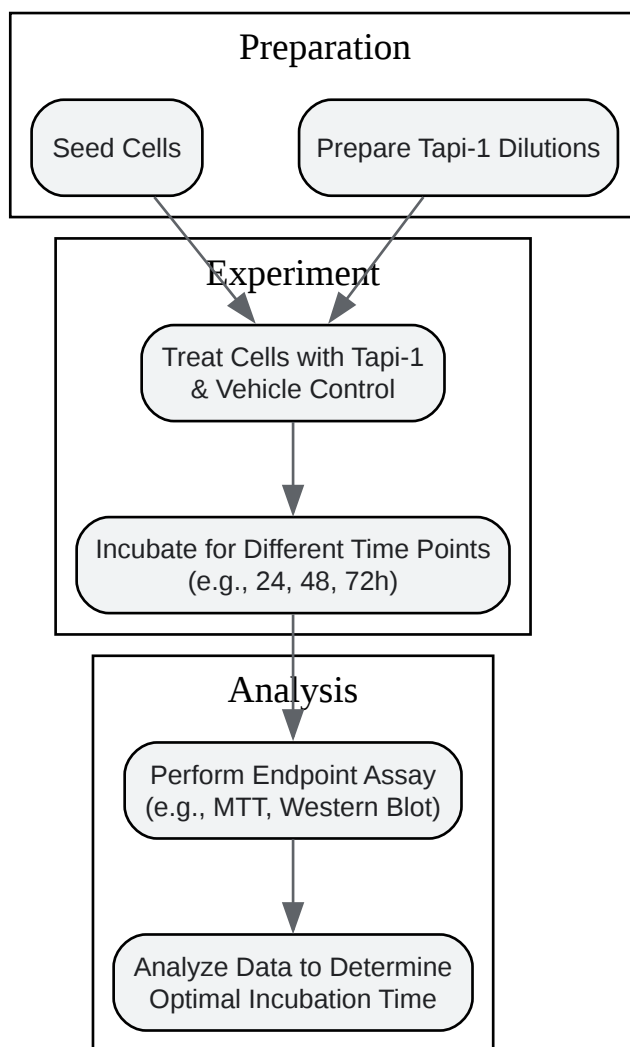 Preparation
Seed Cells
Prepare Tapi-1 Dilutions
Experiment
Treat Cells with Tapi-1
& Vehicle Control
Incubate for Different Time Points
(e.g., 24, 48, 72h)
Analysis
Perform Endpoint Assay
(e.g., MTT, Western Blot)
Analyze Data to Determine
Optimal Incubation Time